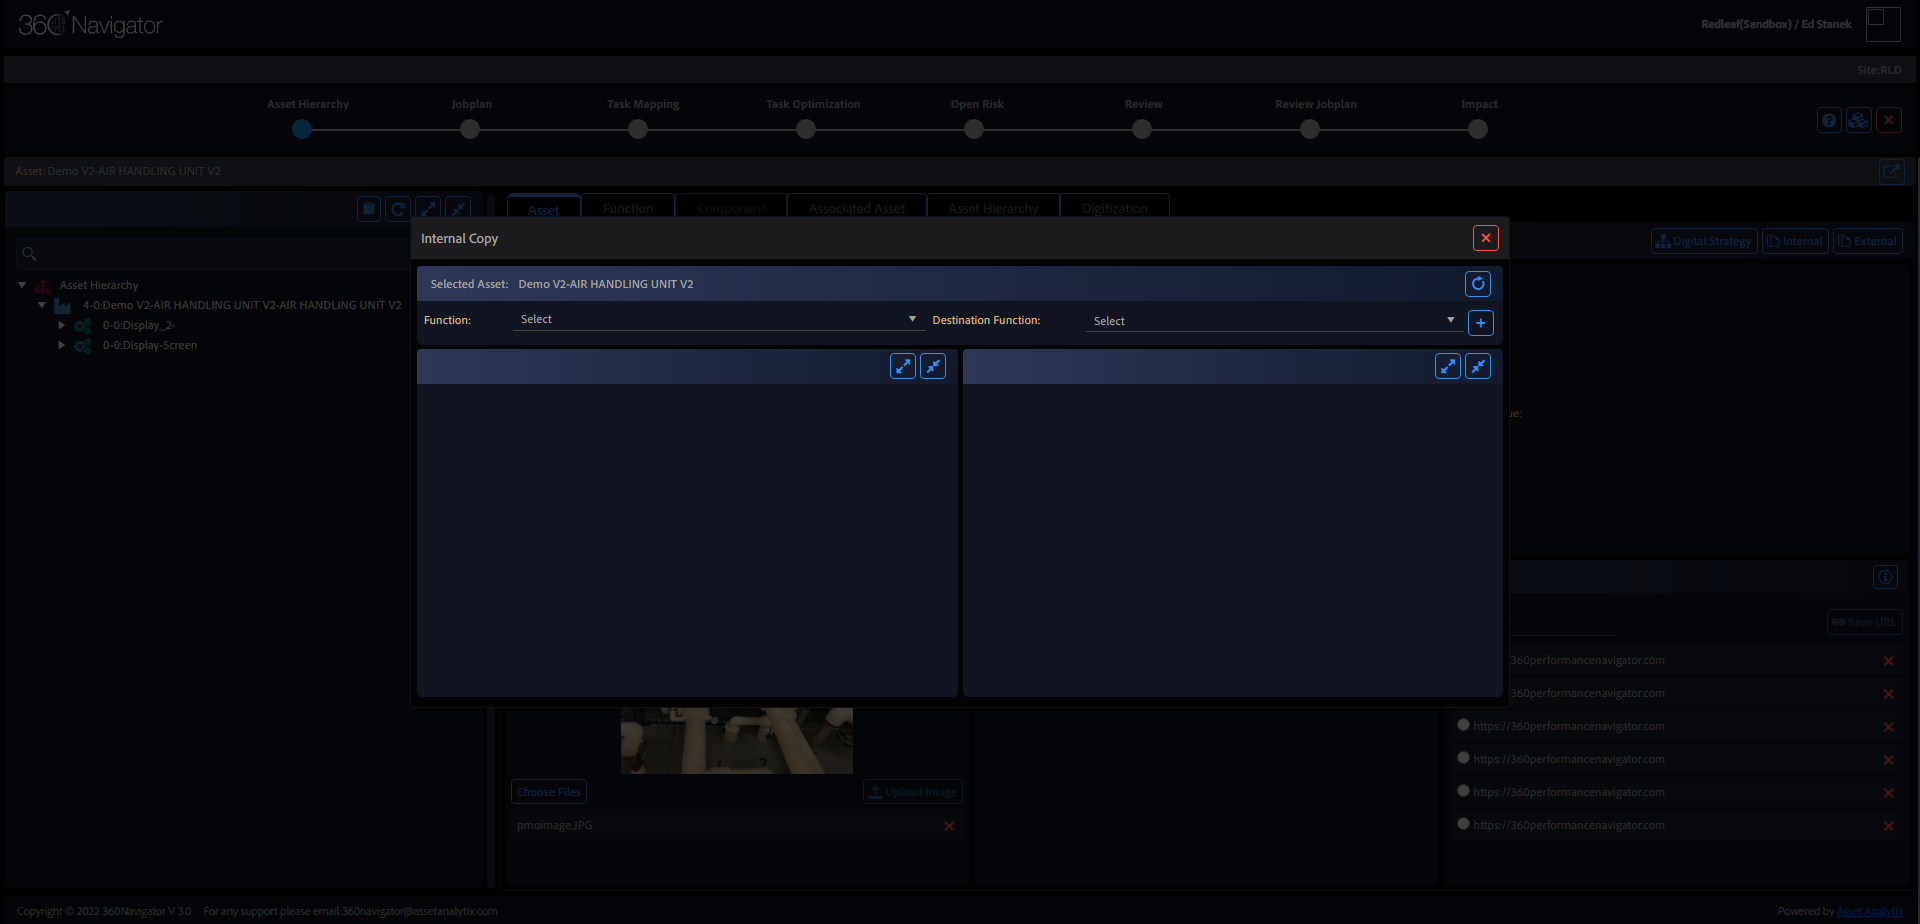 360 Navigator
Redleaf(Sandbox) / Ed Stanek
Site:RLD
Asset Hierarchy Jobplan Task Mapping Task Optimization Open Risk Review Review Jobplan Impact
Asset: Demo V2-AIR HANDLING UNIT V2
Asset Function Component Associated Asset Asset Hierarchy Digitization
Internal Copy
Digital Strategy Internal External
Selected Asset: Demo V2-AIR HANDLING UNIT V2
Asset Hierarchy
4-0:Demo V2-AIR HANDLING UNIT V2-AIR HANDLING UNIT V2
0-0:Display_2-
0-0:Display-Screen
Function: Select Destination Function: Select
ue:
Save URL
360performancenavigator.com
360performancenavigator.com
https://360performancenavigator.com
https://360performancenavigator.com
https://360performancenavigator.com
https://360performancenavigator.com
Choose Files Upload Image
pmoimage.JPG
Copyright © 2022 360Navigator V 3.0 For any support please email:360navigator@assetanalytix.com
Powered by Asset Analytix